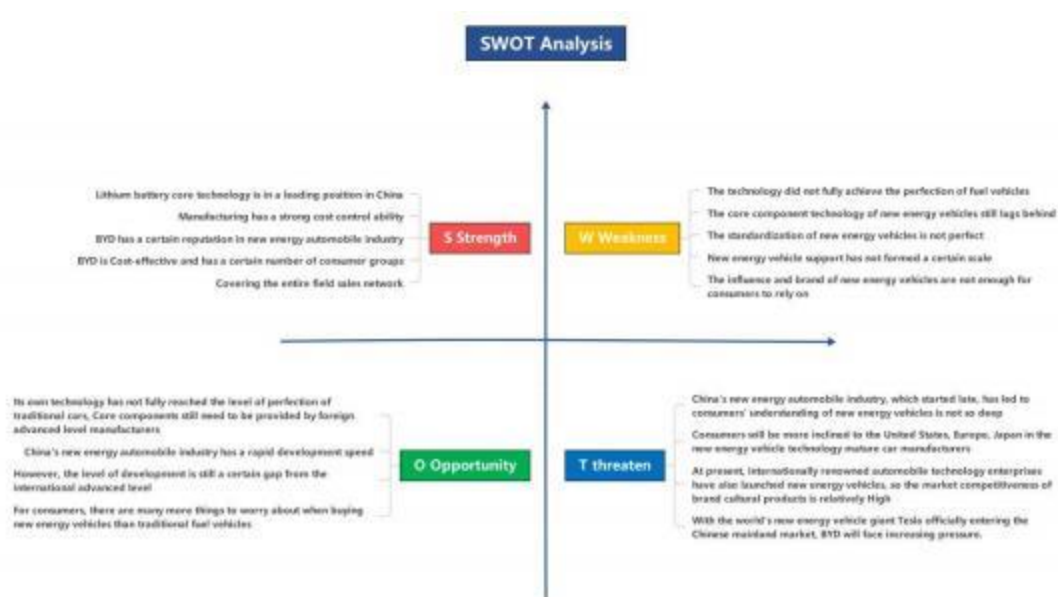 SWOT Analysis
Lithium battery core technology is in a leading position in China
Manufacturing has a strong cost control ability
BYD has a certain reputation in new energy automobile industry
BYD is Cost-effective and has a certain number of consumer groups
Covering the entire field sales network
S Strength
W Weakness
The technology did not fully achieve the perfection of fuel vehicles
The core component technology of new energy vehicles still lags behind
The standardization of new energy vehicles is not perfect
New energy vehicle support has not formed a certain scale
The influence and brand of new energy vehicles are not enough for
consumers to rely on
Its own technology has not fully reached the level of perfection of
traditional cars, Core components still need to be provided by foreign
advanced level manufacturers
China's new energy automobile industry has a rapid development speed
However, the level of development is still a certain gap from the
international advanced level
For consumers, there are many more things to worry about when buying
new energy vehicles than traditional fuel vehicles
O Opportunity
T threaten
China's new energy automobile industry, which started late, has led to
consumers' understanding of new energy vehicles is not so deep
Consumers will be more inclined to the United States, Europe, Japan in the
new energy vehicle technology mature car manufacturers
At present, internationally renowned automobile technology enterprises
have also launched new energy vehicles, so the market competitiveness of
brand cultural products is relatively High
With the world's new energy vehicle giant Tesla officially entering the
Chinese mainland market, BYD will face increasing pressure.